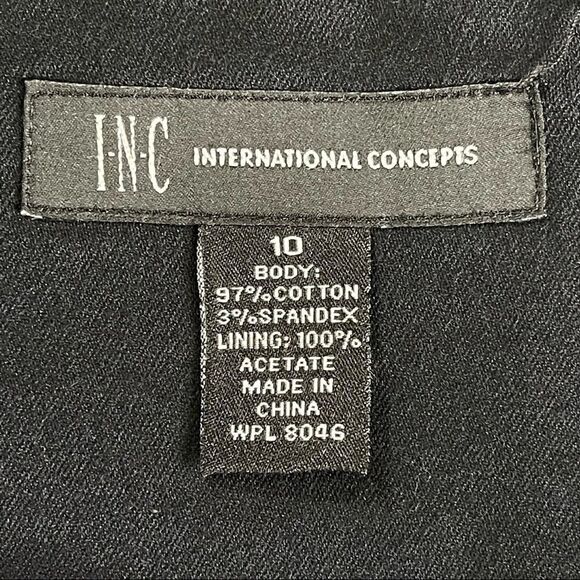 I·N·C INTERNATIONAL CONCEPTS
10
BODY:
97%COTTON
3%SPANDEX
LINING: 100%
ACETATE
MADE IN
CHINA
WPL 8046